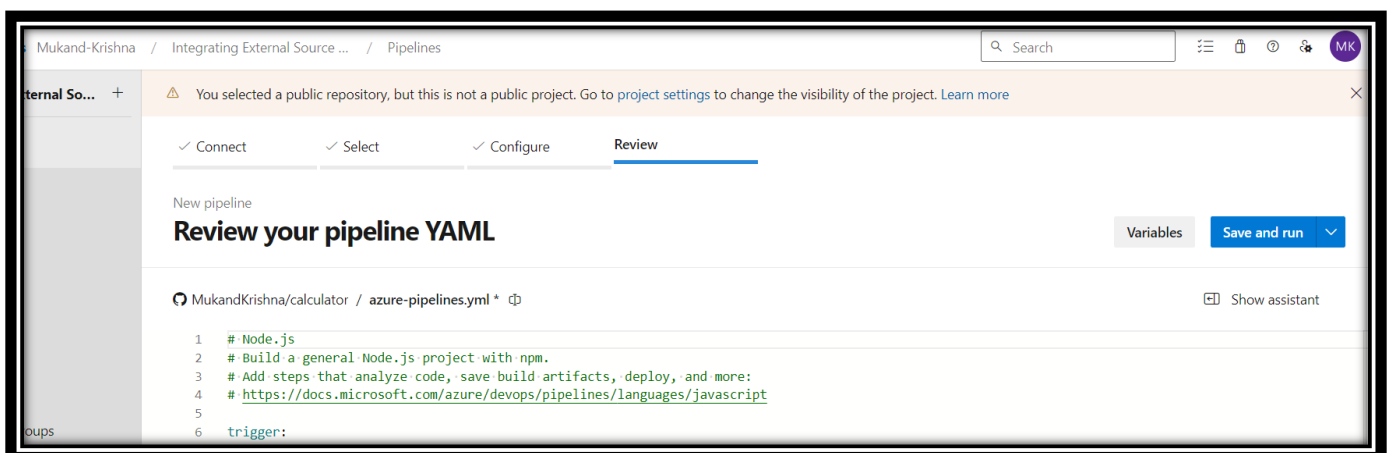 Mukand-Krishna / Integrating External Source ... / Pipelines
Search
MK
ternal So... +
You selected a public repository, but this is not a public project. Go to project settings to change the visibility of the project. Learn more
Connect
Select
Configure
Review
New pipeline
Review your pipeline YAML
Variables
Save and run
MukandKrishna/calculator / azure-pipelines.yml *
Show assistant
1 # Node.js
2 # Build a general Node.js project with npm.
3 # Add steps that analyze code, save build artifacts, deploy, and more:
4 # https://docs.microsoft.com/azure/devops/pipelines/languages/javascript
5
6 trigger:
oups